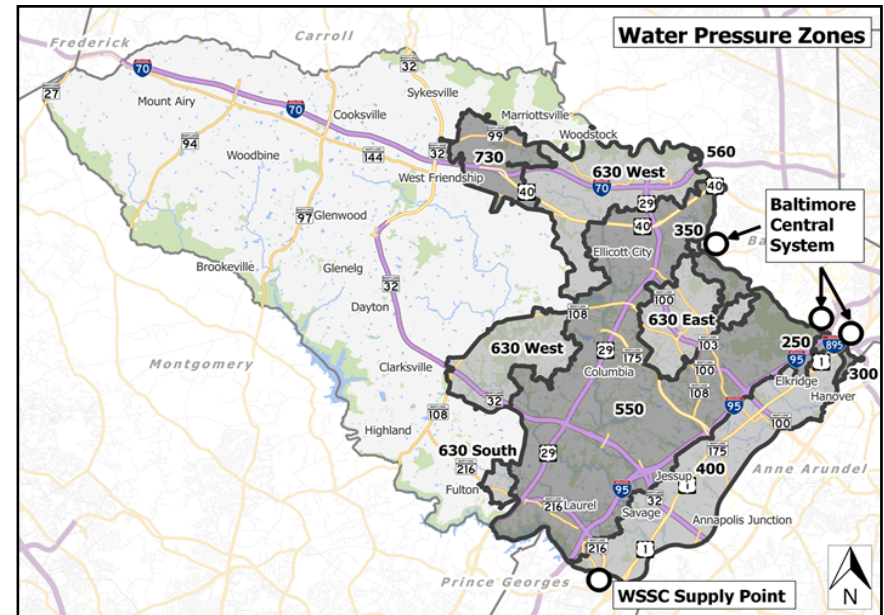 Water Pressure Zones
Frederick
Carroll
70
32
27
Mount Airy
Sykesville
70
Cooksville
Marriottsville
94
99
Woodstock
Woodbine
144
32
730
560
West Friendship
630 West
70
40
40
97
29
Baltimore
Central
System
Glenwood
40
350
Ba
Ellicott City
Brookeville
Glenelg
32
100
Dayton
108
630 East
250
895
630 West
103
95
1
29
175
300
Montgomery
Clarksville
Columbia
100
Elkridge
Hanover
108
32
550
95
108
100
Highland
630 South
29
175
216
400
Anne Arundel
Fulton
Jessup
95
1
32
216
Laurel
Savage
Annapolis Junction
216
1
Prince Georges
WSSC Supply Point
N